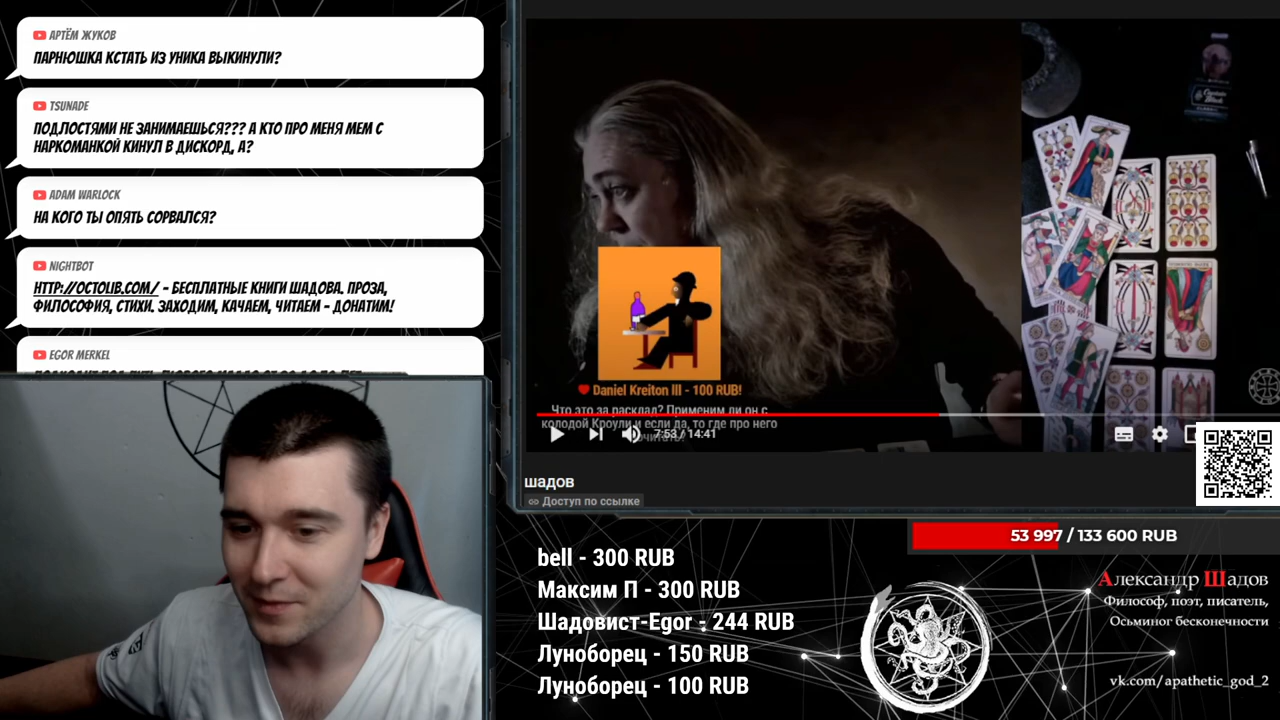 АРТЁМ ЖУКОВ
ПАРНЮШКА КСТАТЬ ИЗ УНИКА ВЫКИНУЛИ?
TSUNADE
ПОДЛОСТЯМИ НЕ ЗАНИМАЕШЬСЯ??? А КТО ПРО МЕНЯ МЕМ С
НАРКОМАНКОЙ КИНУЛ В ДИСКОРД, А?
ADAM WARLOCK
НА КОГО ТЫ ОПЯТЬ СОРВАЛСЯ?
NIGHTBOT
HTTP://OCTOLIB.COM/ - БЕСПЛАТНЫЕ КНИГИ ШАДОВА. ПРОЗА,
ФИЛОСОФИЯ, СТИХИ. ЗАХОДИМ, КАЧАЕМ, ЧИТАЕМ - ДОНАТИМ!
EGOR MERKEL
Daniel Kreiton III - 100 RUB!
Что это за расклад? Применим ли он с
колодой Кроули и если да, то где про него
7:53 / 14:41
шадов
Доступ по ссылке
53 997 / 133 600 RUB
bell - 300 RUB
Максим П - 300 RUB
Шадовист-Egor - 244 RUB
Луноборец - 150 RUB
Луноборец - 100 RUB
Александр Шадов
Философ, поэт, писатель,
Осьминог бесконечности
vk.com/apathetic_god_2